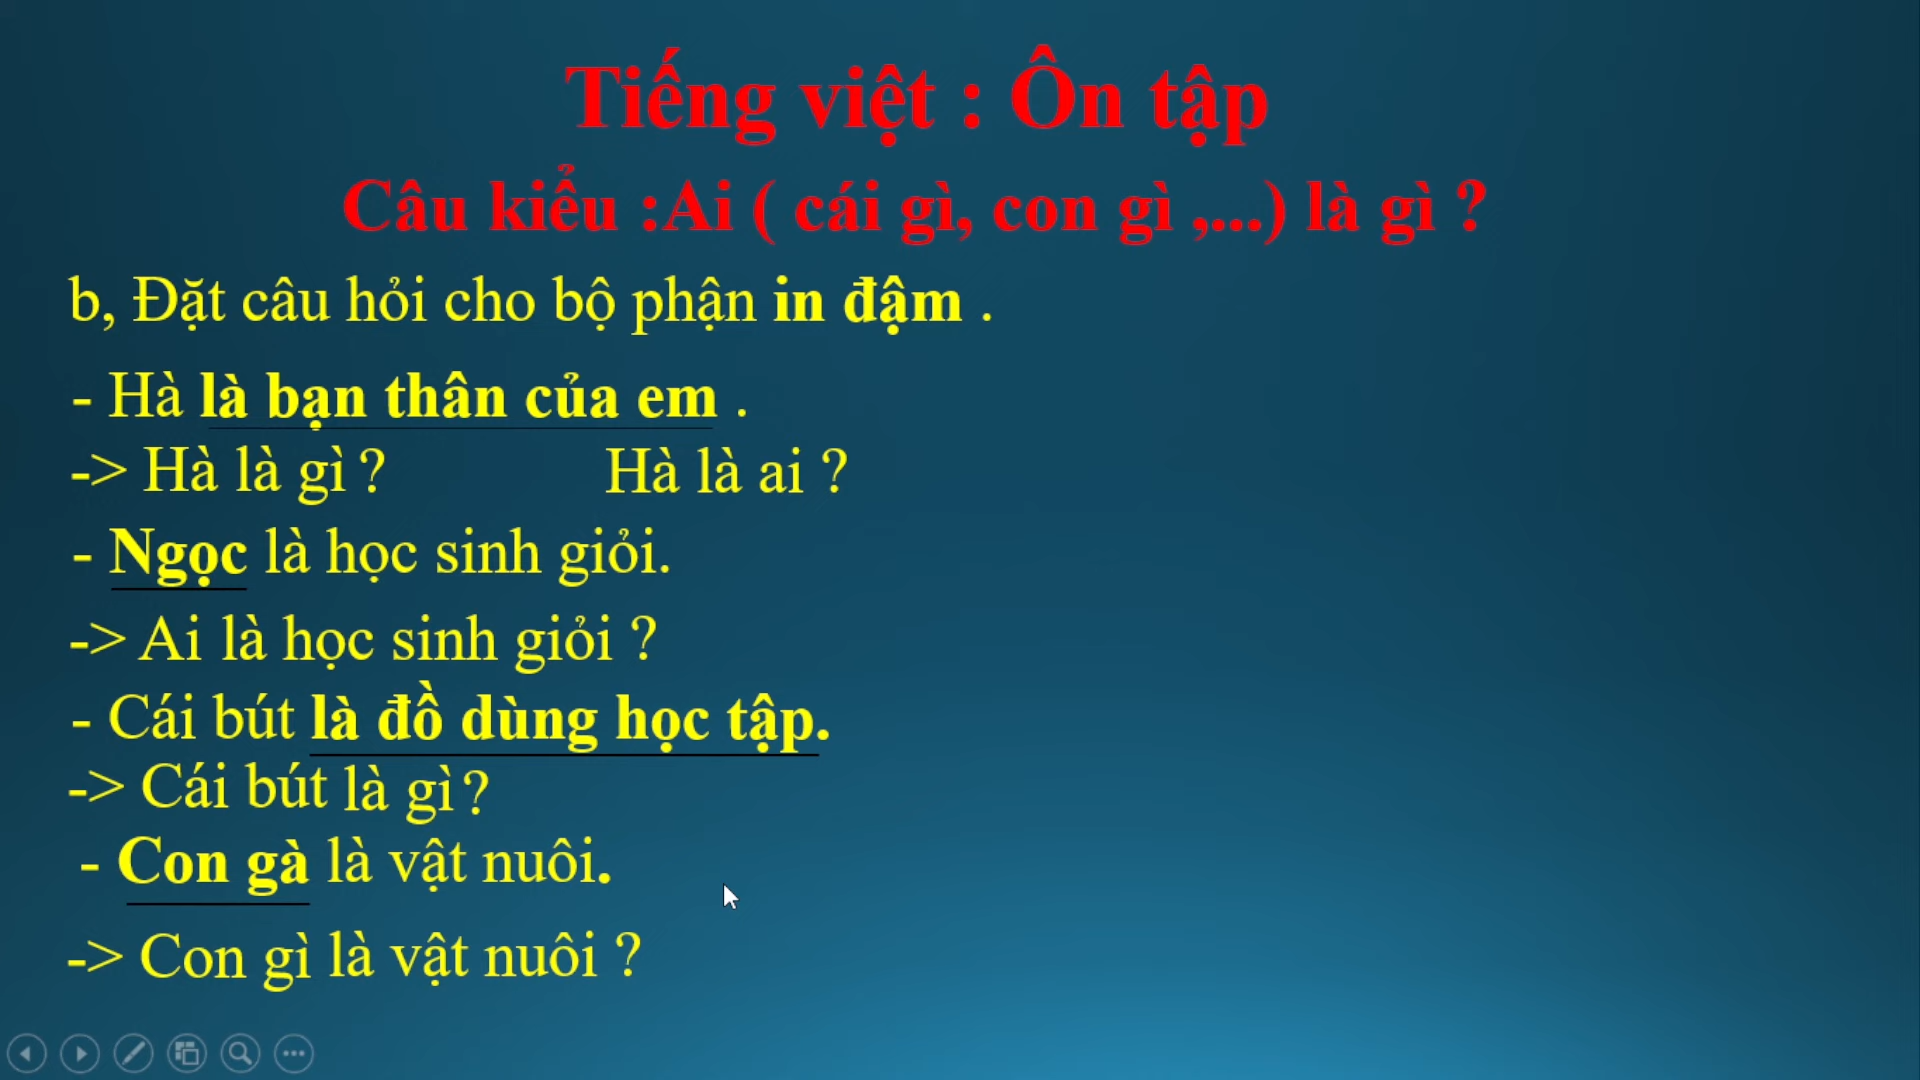 Tiếng việt : Ôn tập
Câu kiểu :Ai ( cái gì, con gì ,...) là gì ?
b, Đặt câu hỏi cho bộ phận in đậm .
- Hà là bạn thân của em .
-> Hà là gì ? Hà là ai ?
- Ngọc là học sinh giỏi.
-> Ai là học sinh giỏi ?
- Cái bút là đồ dùng học tập.
-> Cái bút là gì ?
- Con gà là vật nuôi.
-> Con gì là vật nuôi ?